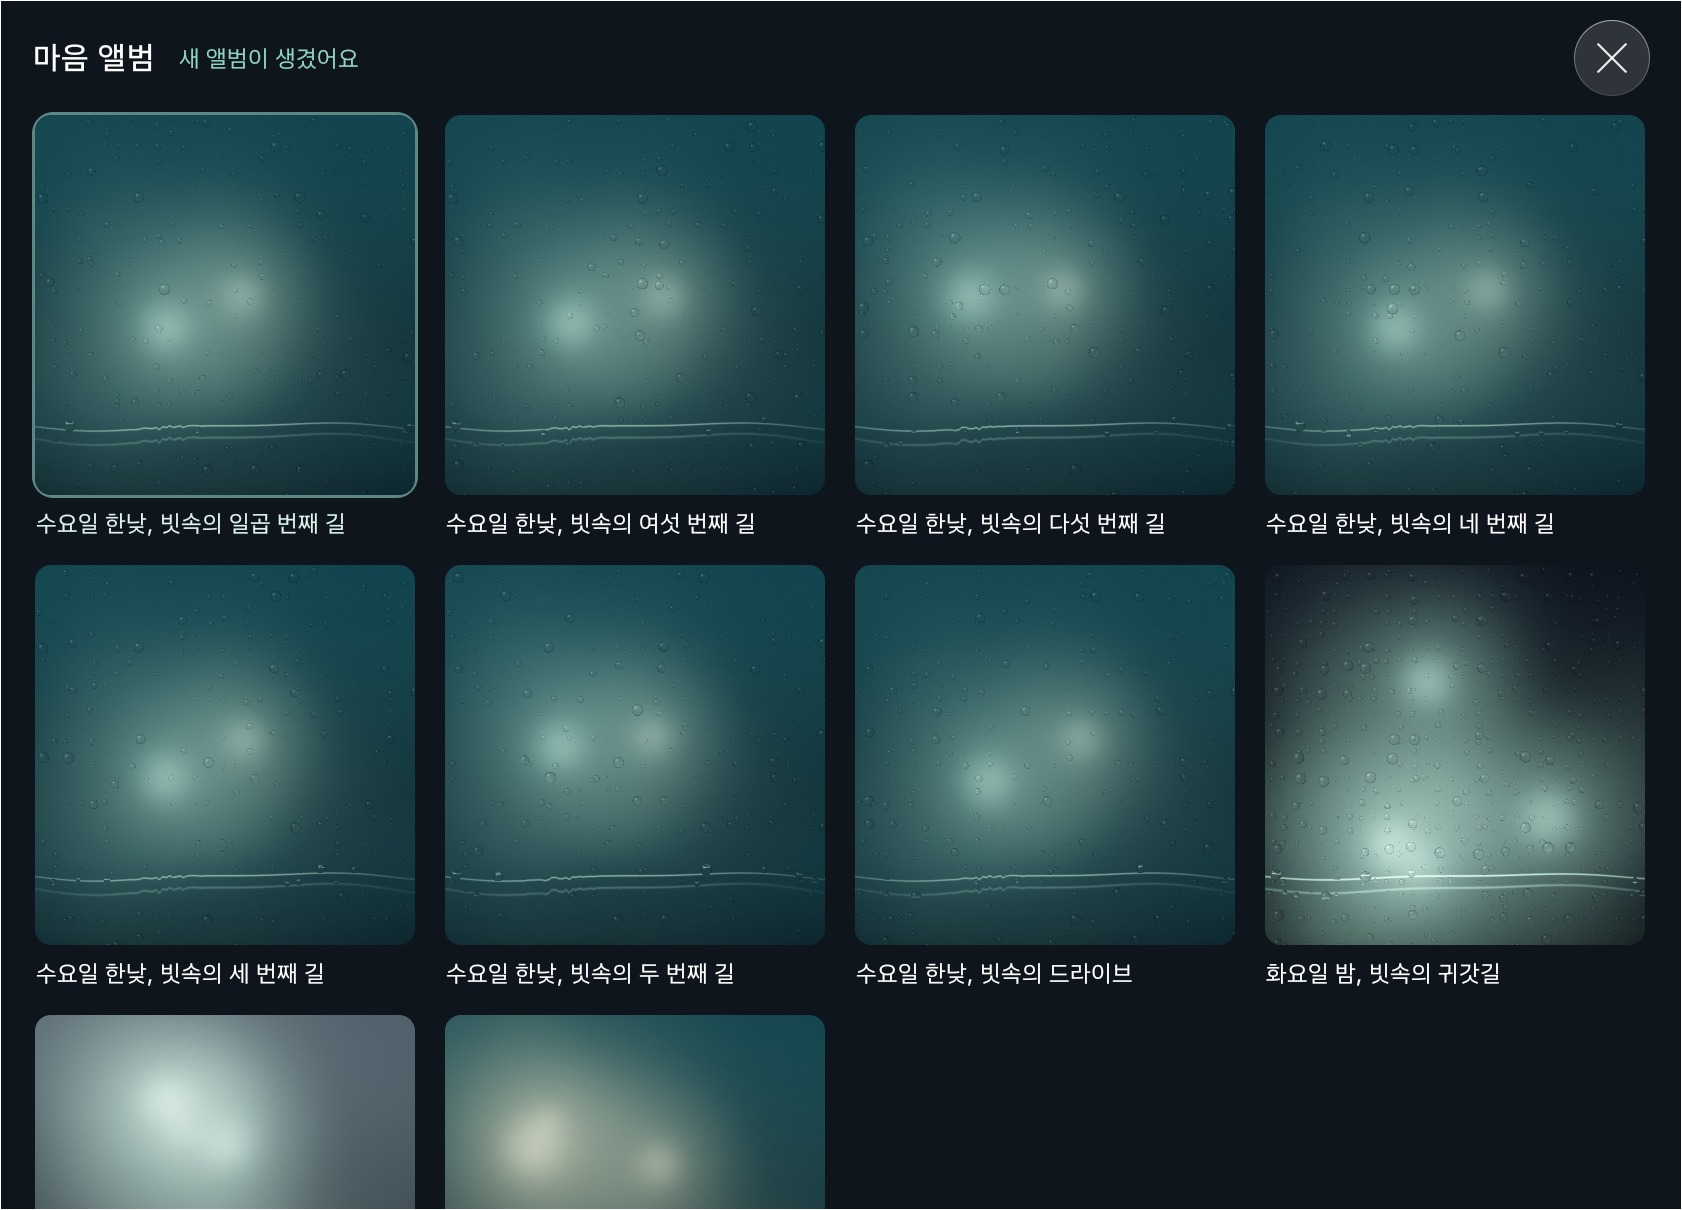 마음 앨범 새 앨범이 생겼어요
수요일 한낮, 빗속의 일곱 번째 길
수요일 한낮, 빗속의 여섯 번째 길
수요일 한낮, 빗속의 다섯 번째 길
수요일 한낮, 빗속의 네 번째 길
수요일 한낮, 빗속의 세 번째 길
수요일 한낮, 빗속의 두 번째 길
수요일 한낮, 빗속의 드라이브
화요일 밤, 빗속의 귀갓길